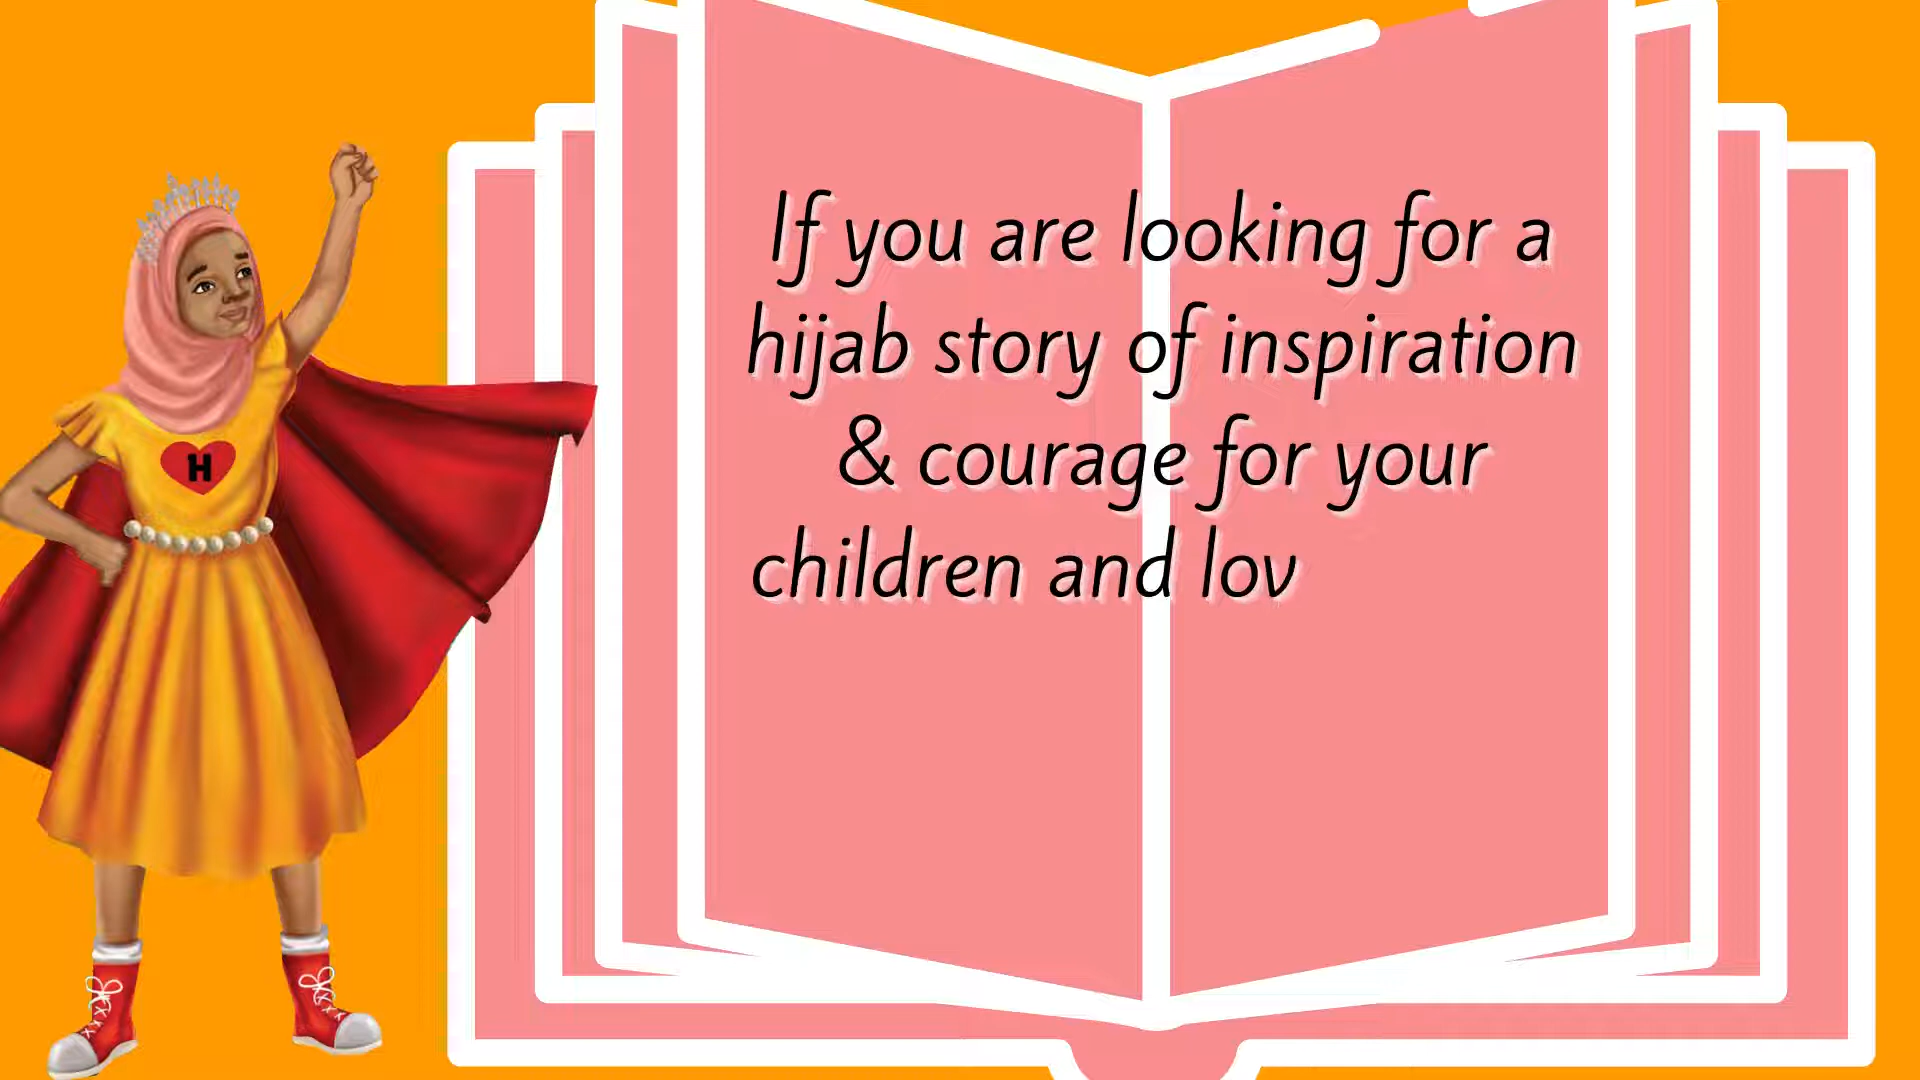 If you are looking for a
hijab story of inspiration
& courage for your
children and lov
H